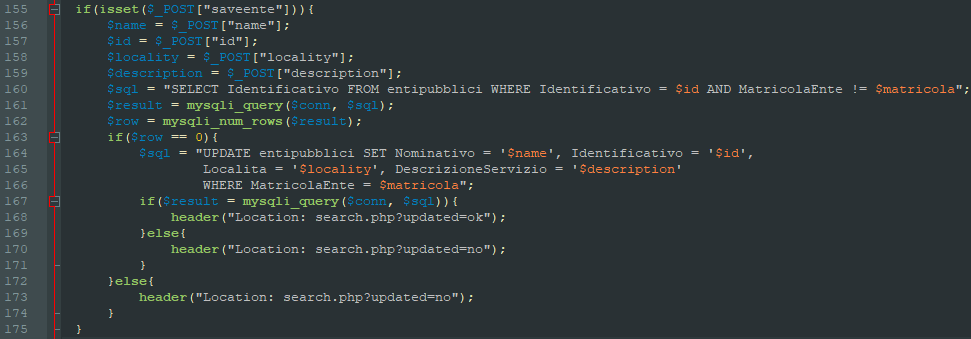 155 if(isset($_POST["saveente"])){
156 $name = $_POST["name"];
157 $id = $_POST["id"];
158 $locality = $_POST["locality"];
159 $description = $_POST["description"];
160 $sql = "SELECT Identificativo FROM entipubblici WHERE Identificativo = $id AND MatricolaEnte != $matricola";
161 $result = mysqli_query($conn, $sql);
162 $row = mysqli_num_rows($result);
163 if($row == 0){
164 $sql = "UPDATE entipubblici SET Nominativo = '$name', Identificativo = '$id',
165 Localita = '$locality', DescrizioneServizio = '$description'
166 WHERE MatricolaEnte = $matricola";
167 if($result = mysqli_query($conn, $sql)){
168 header("Location: search.php?updated=ok");
169 }else{
170 header("Location: search.php?updated=no");
171 }
172 }else{
173 header("Location: search.php?updated=no");
174 }
175 }